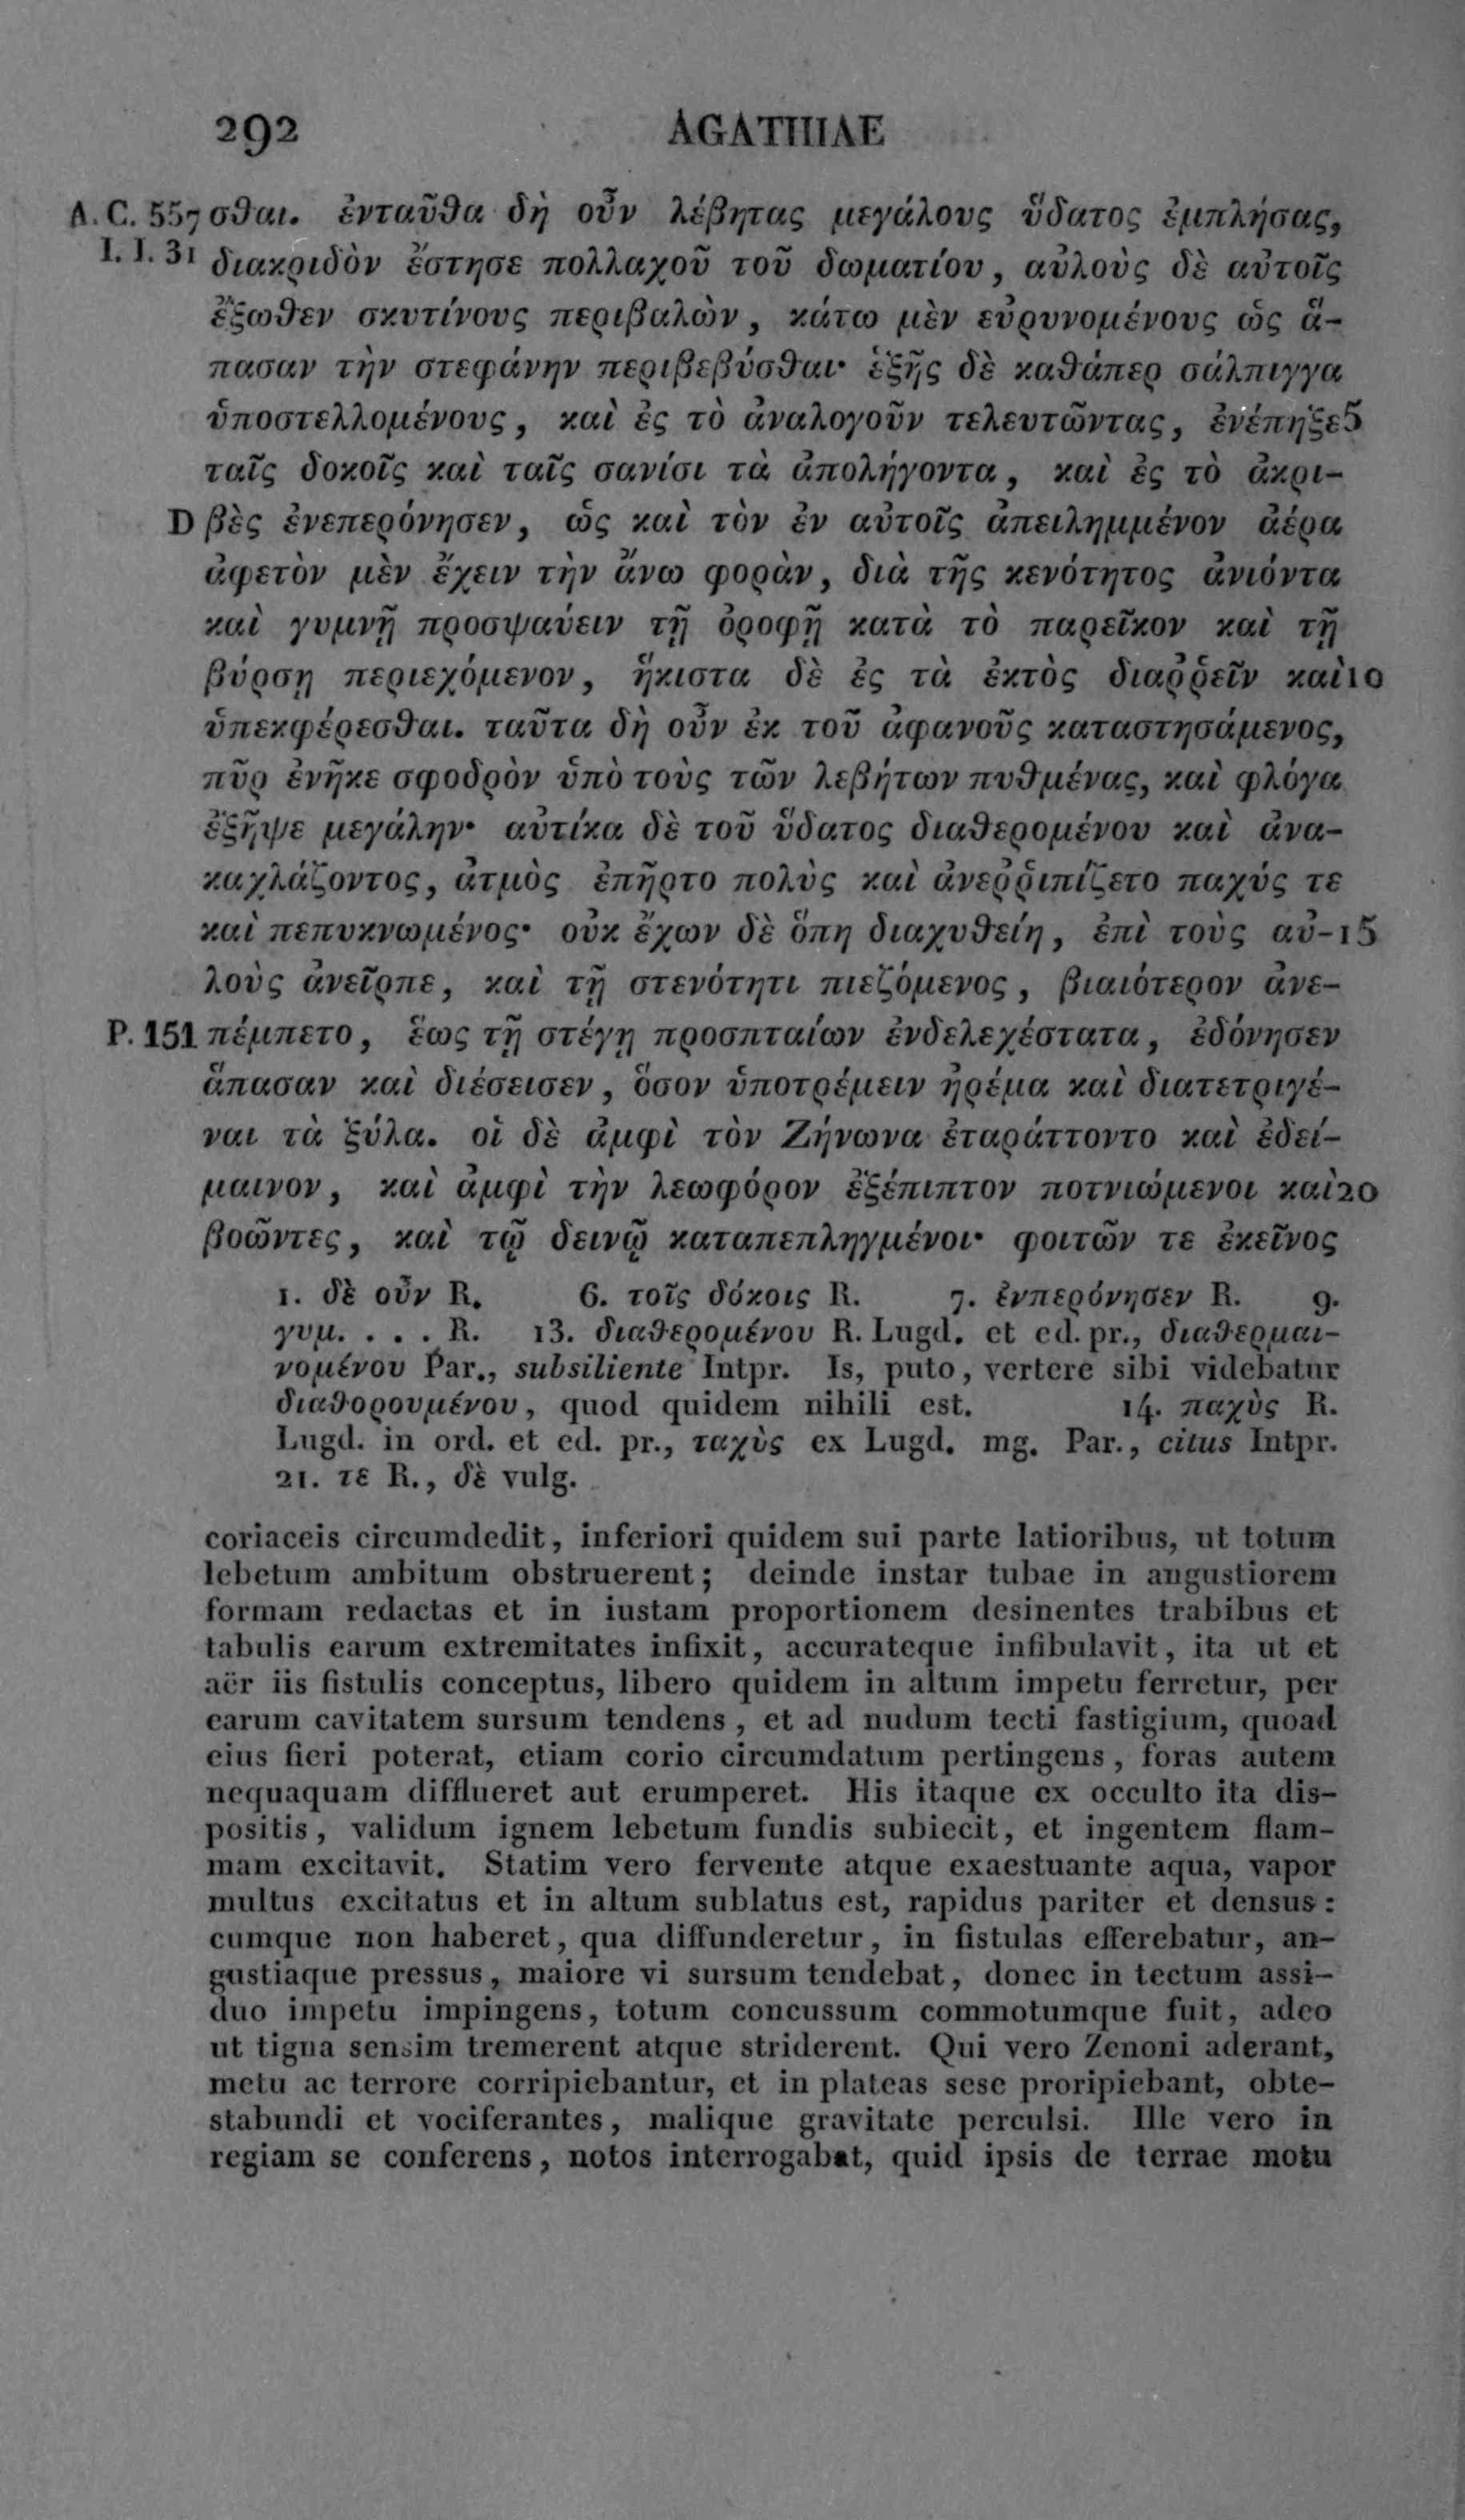 292 AGATHIAE
A. C. 557 σθαι. ἐνταῦθα δὴ οὖν λέβητας μεγάλους ὕδατος ἐμπλήσας,
I. I. 31 διακριδὸν ἔστησε πολλαχοῦ τοῦ δωματίου, αὐλοὺς δὲ αὐτοῖς
ἔξωθεν σκυτίνους περιβαλὼν, κάτω μὲν εὐρυνομένους ὡς ἅ-
πασαν τὴν στεφάνην περιβεβύσθαι· ἑξῆς δὲ καθάπερ σάλπιγγα
ὑποστελλομένους, καὶ ἐς τὸ ἀναλογοῦν τελευτῶντας, ἐνέπηξε 5
ταῖς δοκοῖς καὶ ταῖς σανίσι τὰ ἀπολήγοντα, καὶ ἐς τὸ ἀκρι-
D βὲς ἐνεπερόνησεν, ὡς καὶ τὸν ἐν αὐτοῖς ἀπειλημμένον ἀέρα
ἀφετὸν μὲν ἔχειν τὴν ἄνω φορὰν, διὰ τῆς κενότητος ἀνιόντα
καὶ γυμνῇ προσψαύειν τῇ ὀροφῇ κατὰ τὸ παρεῖκον καὶ τῇ
βύρσῃ περιεχόμενον, ἥκιστα δὲ ἐς τὰ ἐκτὸς διαῤῥεῖν καὶ 10
ὑπεκφέρεσθαι. ταῦτα δὴ οὖν ἐκ τοῦ ἀφανοῦς καταστησάμενος,
πῦρ ἐνῆκε σφοδρὸν ὑπὸ τοὺς τῶν λεβήτων πυθμένας, καὶ φλόγα
ἐξῆψε μεγάλην· αὐτίκα δὲ τοῦ ὕδατος διαθερομένου καὶ ἀνα-
καχλάζοντος, ἀτμὸς ἐπῆρτο πολὺς καὶ ἀνεῤῥιπίζετο παχύς τε
καὶ πεπυκνωμένος· οὐκ ἔχων δὲ ὅπη διαχυθείη, ἐπὶ τοὺς αὐ- 15
λοὺς ἀνεῖρπε, καὶ τῇ στενότητι πιεζόμενος, βιαιότερον ἀνε-
P. 151 πέμπετο, ἕως τῇ στέγῃ προσπταίων ἐνδελεχέστατα, ἐδόνησεν
ἅπασαν καὶ διέσεισεν, ὅσον ὑποτρέμειν ἠρέμα καὶ διατετριγέ-
ναι τὰ ξύλα. οἱ δὲ ἀμφὶ τὸν Ζήνωνα ἐταράττοντο καὶ ἐδεί-
μαινον, καὶ ἀμφὶ τὴν λεωφόρον ἐξέπιπτον ποτνιώμενοι καὶ 20
βοῶντες, καὶ τῷ δεινῷ καταπεπληγμένοι· φοιτῶν τε ἐκεῖνος
1. δὲ οὖν R. 6. τοῖς δόκοις R. 7. ἐνπερόνησεν R. 9.
γυμ. . . . R. 13. διαθερομένου R. Lugd. et ed. pr., διαθερμαι-
νομένου Par., subsiliente Intpr. Is, puto, vertere sibi videbatur
διαθορουμένου, quod quidem nihili est. 14. παχὺς R.
Lugd. in ord. et ed. pr., ταχὺς ex Lugd. mg. Par., citus Intpr.
21. τε R., δὲ vulg.
coriaceis circumdedit, inferiori quidem sui parte latioribus, ut totum
lebetum ambitum obstruerent; deinde instar tubae in angustiorem
formam redactas et in iustam proportionem desinentes trabibus et
tabulis earum extremitates infixit, accurateque infibulavit, ita ut et
aër iis fistulis conceptus, libero quidem in altum impetu ferretur, per
earum cavitatem sursum tendens, et ad nudum tecti fastigium, quoad
eius fieri poterat, etiam corio circumdatum pertingens, foras autem
nequaquam difflueret aut erumperet. His itaque ex occulto ita dis-
positis, validum ignem lebetum fundis subiecit, et ingentem flam-
mam excitavit. Statim vero fervente atque exaestuante aqua, vapor
multus excitatus et in altum sublatus est, rapidus pariter et densus:
cumque non haberet, qua diffunderetur, in fistulas efferebatur, an-
gustiaque pressus, maiore vi sursum tendebat, donec in tectum assi-
duo impetu impingens, totum concussum commotumque fuit, adeo
ut tigna sensim tremerent atque striderent. Qui vero Zenoni aderant,
metu ac terrore corripiebantur, et in plateas sese proripiebant, obte-
stabundi et vociferantes, malique gravitate perculsi. Ille vero in
regiam se conferens, notos interrogabat, quid ipsis de terrae motu